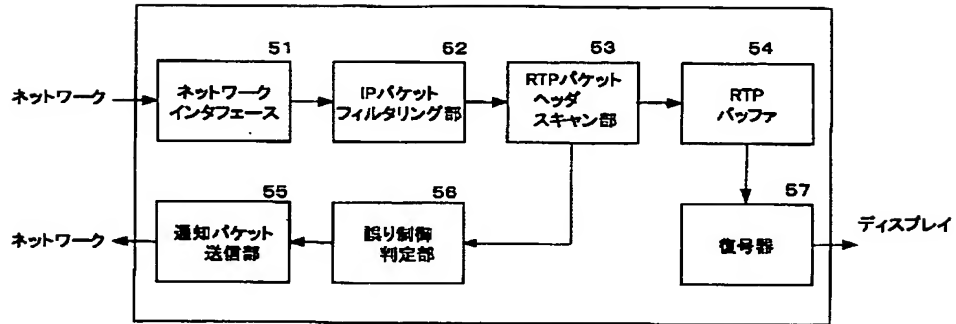 51
52
53
54
ネットワーク
ネットワーク
インタフェース
IPパケット
フィルタリング部
RTPパケット
ヘッダ
スキャン部
RTP
バッファ
55
56
57
ネットワーク
通知パケット
送信部
誤り制御
判定部
復号器
ディスプレイ